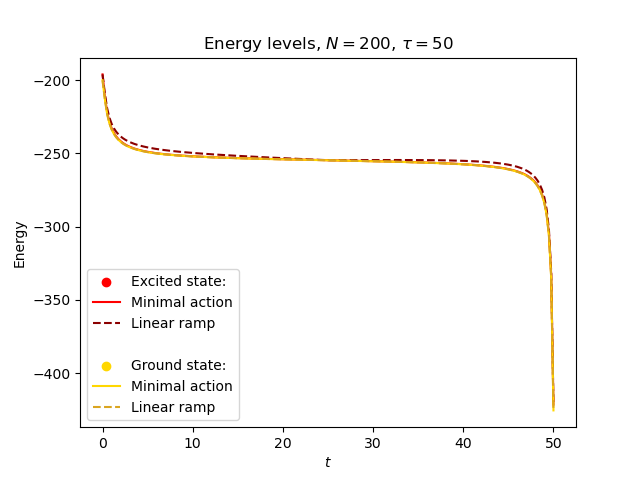 Energy levels, $N = 200$, $\tau = 50$
Energy
−200
−250
−300
−350
−400
Excited state:
Minimal action
Linear ramp
Ground state:
Minimal action
Linear ramp
0
10
20
30
40
50
t